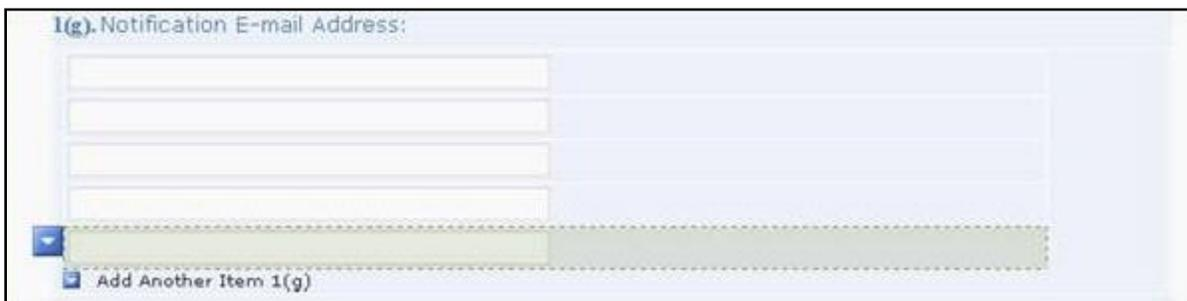 1(g). Notification E-mail Address:
Add Another Item 1(g)